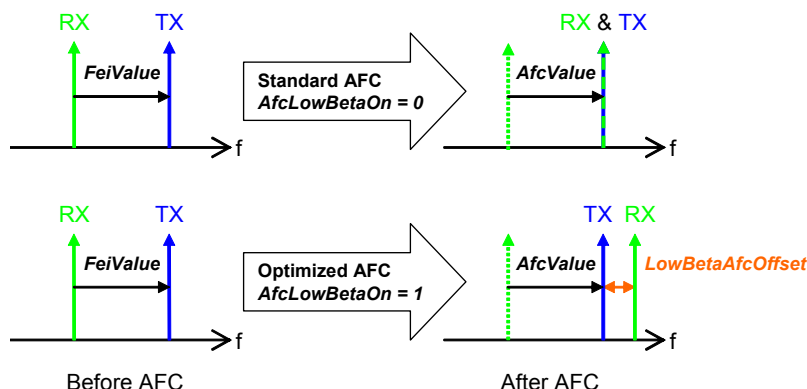 RX TX
FeiValue
f
Standard AFC
AfcLowBetaOn = 0
RX & TX
AfcValue
f
RX TX
FeiValue
f
Optimized AFC
AfcLowBetaOn = 1
TX RX
AfcValue
LowBetaAfcOffset
f
Before AFC
After AFC